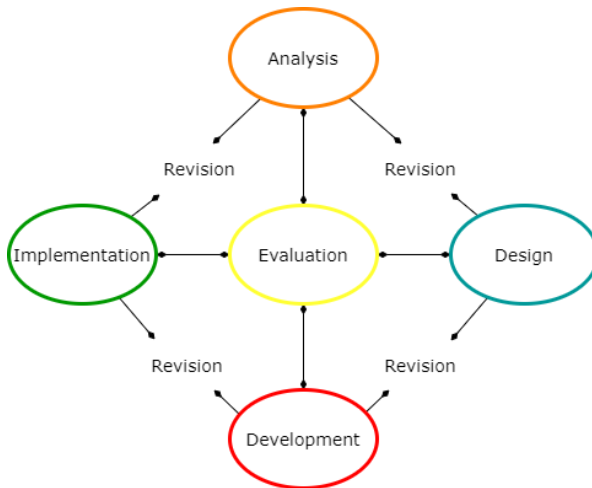 Analysis
Revision
Revision
Implementation
Evaluation
Design
Revision
Revision
Development